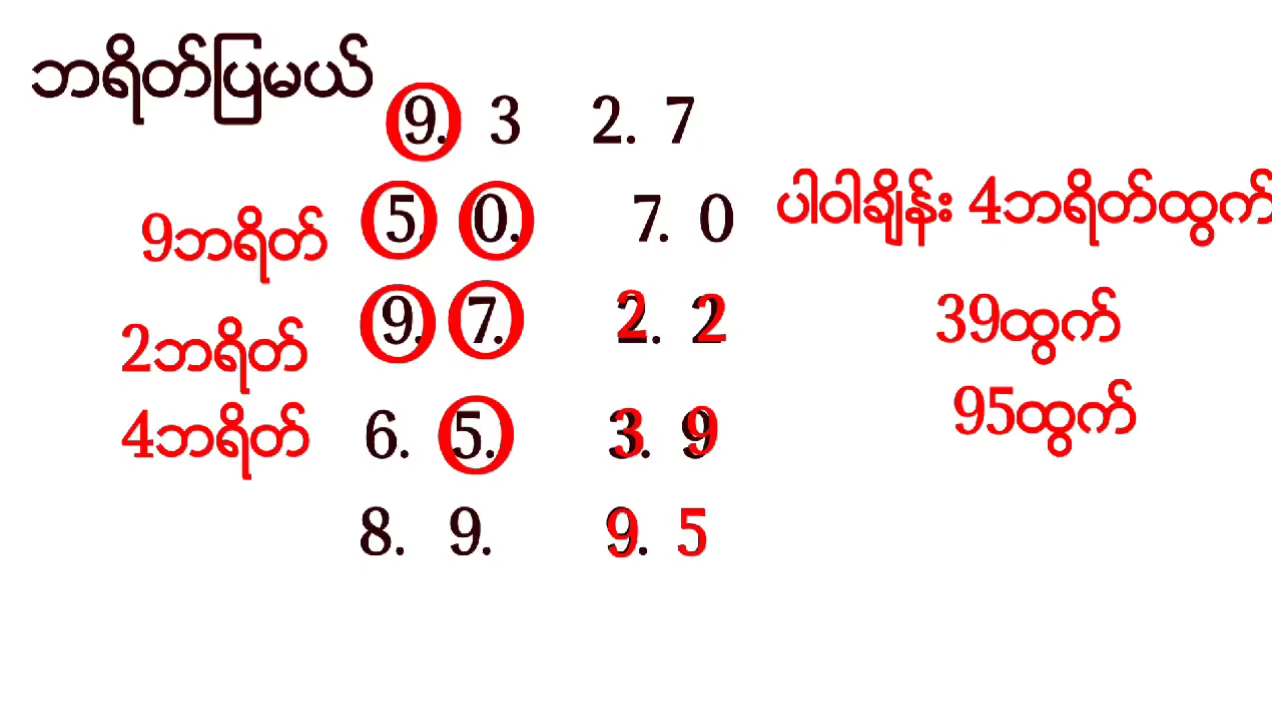 ဘရိတ်ပြမယ်
9. 3 2. 7
9ဘရိတ် 5. 0. 7. 0 ပါဝါချိန်း 4ဘရိတ်ထွက်
2ဘရိတ် 9. 7. 2. 2 39ထွက်
4ဘရိတ် 6. 5. 3. 9 95ထွက်
8. 9. 9. 5